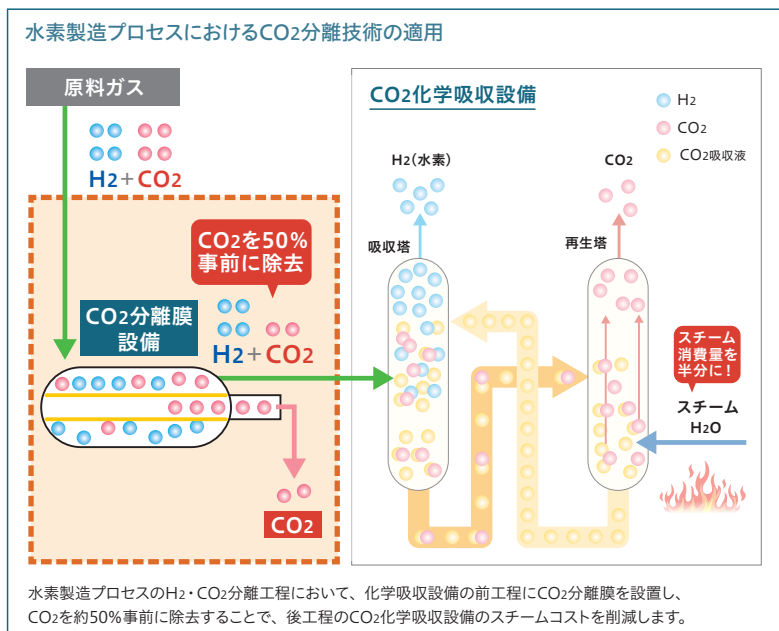 水素製造プロセスにおけるCO2分離技術の適用
原料ガス
H2+CO2
CO2を50%
事前に除去
CO2分離膜
設備
H2+CO2
CO2
CO2化学吸収設備
H2
CO2
CO2吸収液
H2(水素)
CO2
吸収塔
再生塔
スチーム
消費量を
半分に！
スチーム
H2O
水素製造プロセスのH2・CO2分離工程において、化学吸収設備の前工程にCO2分離膜を設置し、
CO2を約50%事前に除去することで、後工程のCO2化学吸収設備のスチームコストを削減します。